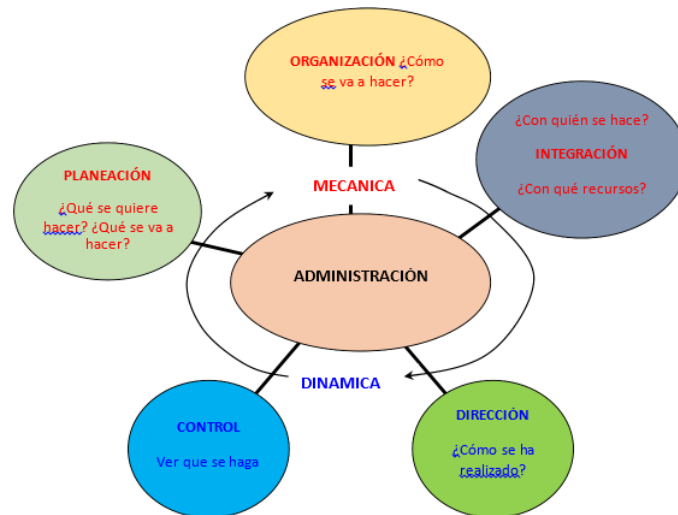 ORGANIZACIÓN ¿Cómo
se va a hacer?
¿Con quién se hace?
INTEGRACIÓN
¿Con qué recursos?
PLANEACIÓN
¿Qué se quiere
hacer? ¿Qué se va a
hacer?
MECANICA
ADMINISTRACIÓN
DINAMICA
CONTROL
Ver que se haga
DIRECCIÓN
¿Cómo se ha
realizado?